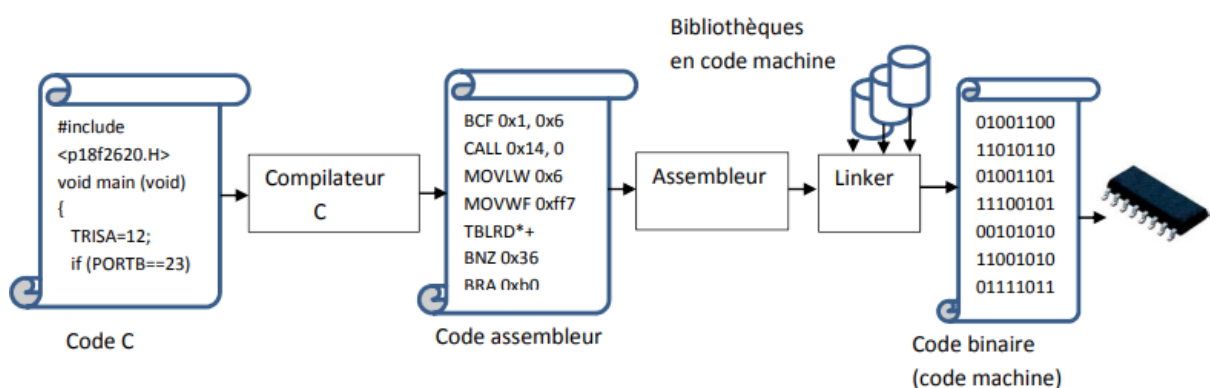 Bibliothèques
en code machine
#include
<p18f2620.H>
void main (void)
{
TRISA=12;
if (PORTB==23)
Code C
Compilateur
C
BCF 0x1, 0x6
CALL 0x14, 0
MOVLW 0x6
MOVWF 0xff7
TBLRD*+
BNZ 0x36
BRA 0xb0
Code assembleur
Assembleur
Linker
01001100
11010110
01001101
11100101
00101010
11001010
01111011
Code binaire
(code machine)